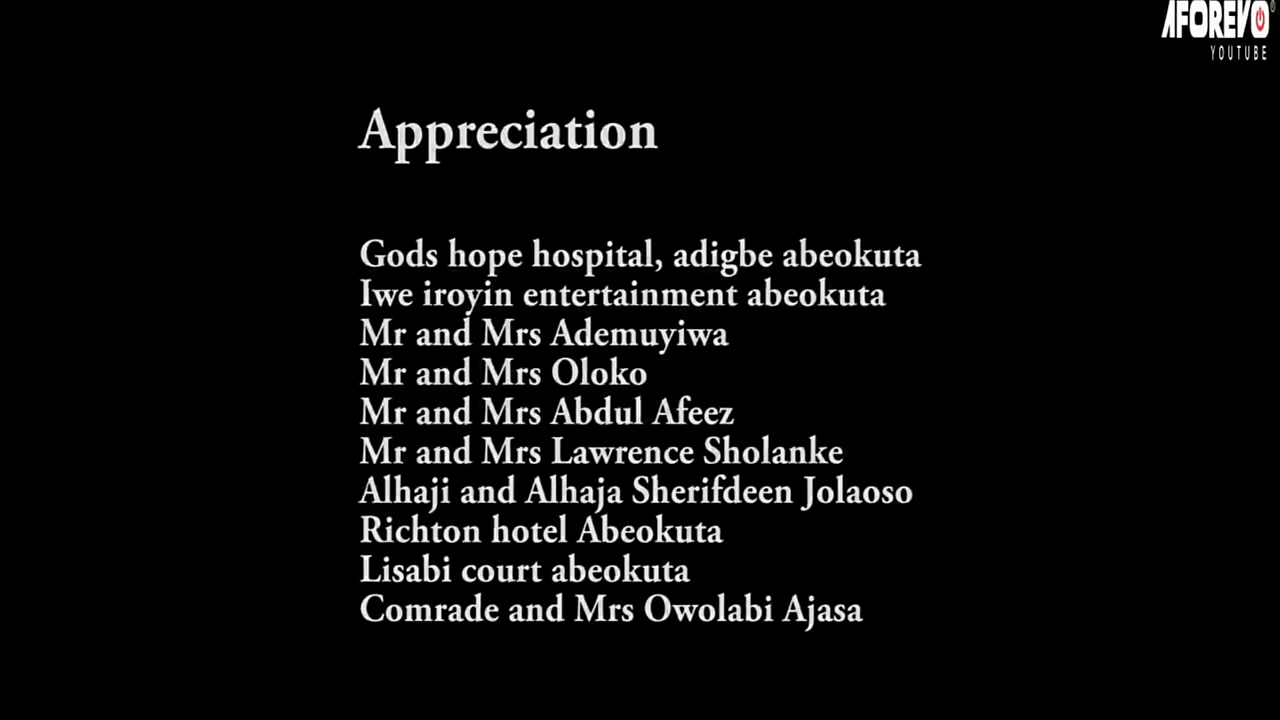 AFOREVO
YOUTUBE
Appreciation
Gods hope hospital, adigbe abeokuta
Iwe iroyin entertainment abeokuta
Mr and Mrs Ademuyiwa
Mr and Mrs Oloko
Mr and Mrs Abdul Afeez
Mr and Mrs Lawrence Sholanke
Alhaji and Alhaja Sherifdeen Jolaoso
Richton hotel Abeokuta
Lisabi court abeokuta
Comrade and Mrs Owolabi Ajasa